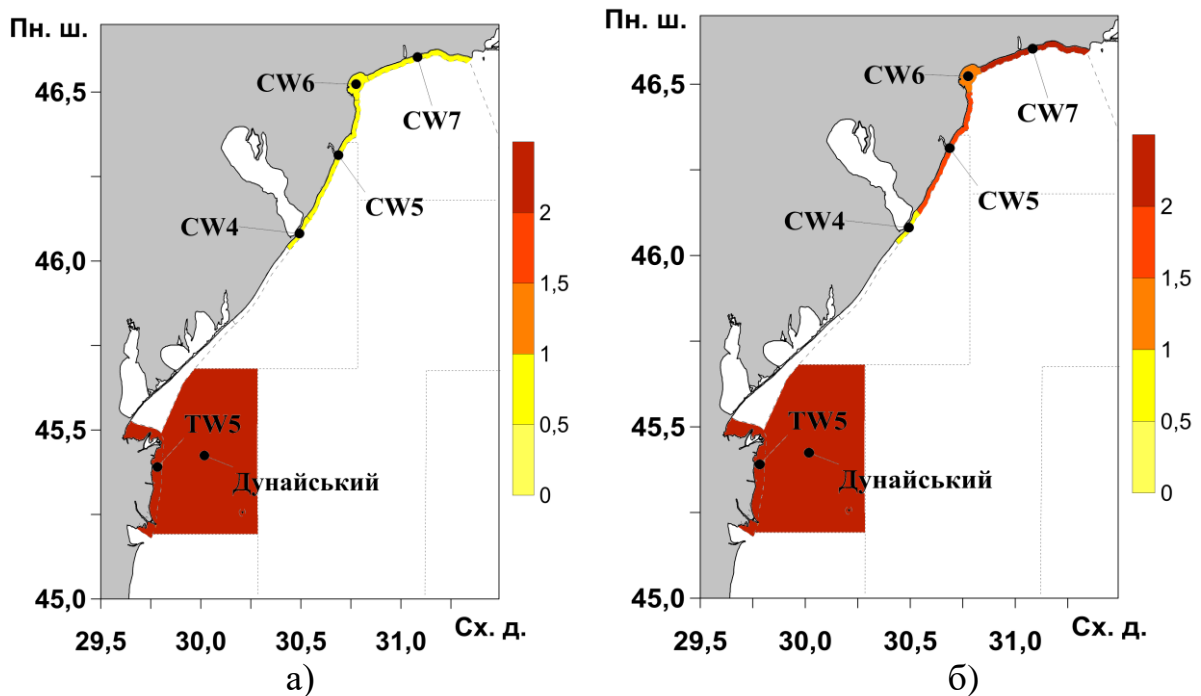 Пн. ш.
46,5
46,0
45,5
45,0
29,5
30,0
30,5
31,0
Сх. д.
CW6
CW7
CW5
CW4
TW5
Дунайський
2
1,5
1
0,5
0
а)
Пн. ш.
46,5
46,0
45,5
45,0
29,5
30,0
30,5
31,0
Сх. д.
CW6
CW7
CW5
CW4
TW5
Дунайський
2
1,5
1
0,5
0
б)